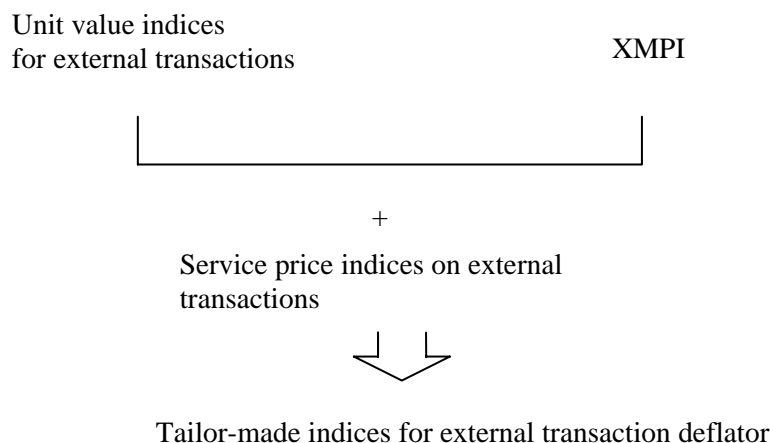 Unit value indices
for external transactions
XMPI
+
Service price indices on external
transactions
Tailor-made indices for external transaction deflator